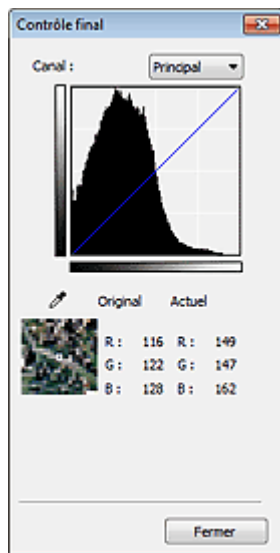 Contrôle final
Canal : Principal
Original Actuel
R : 116 R : 149
G : 122 G : 147
B : 128 B : 162
Fermer